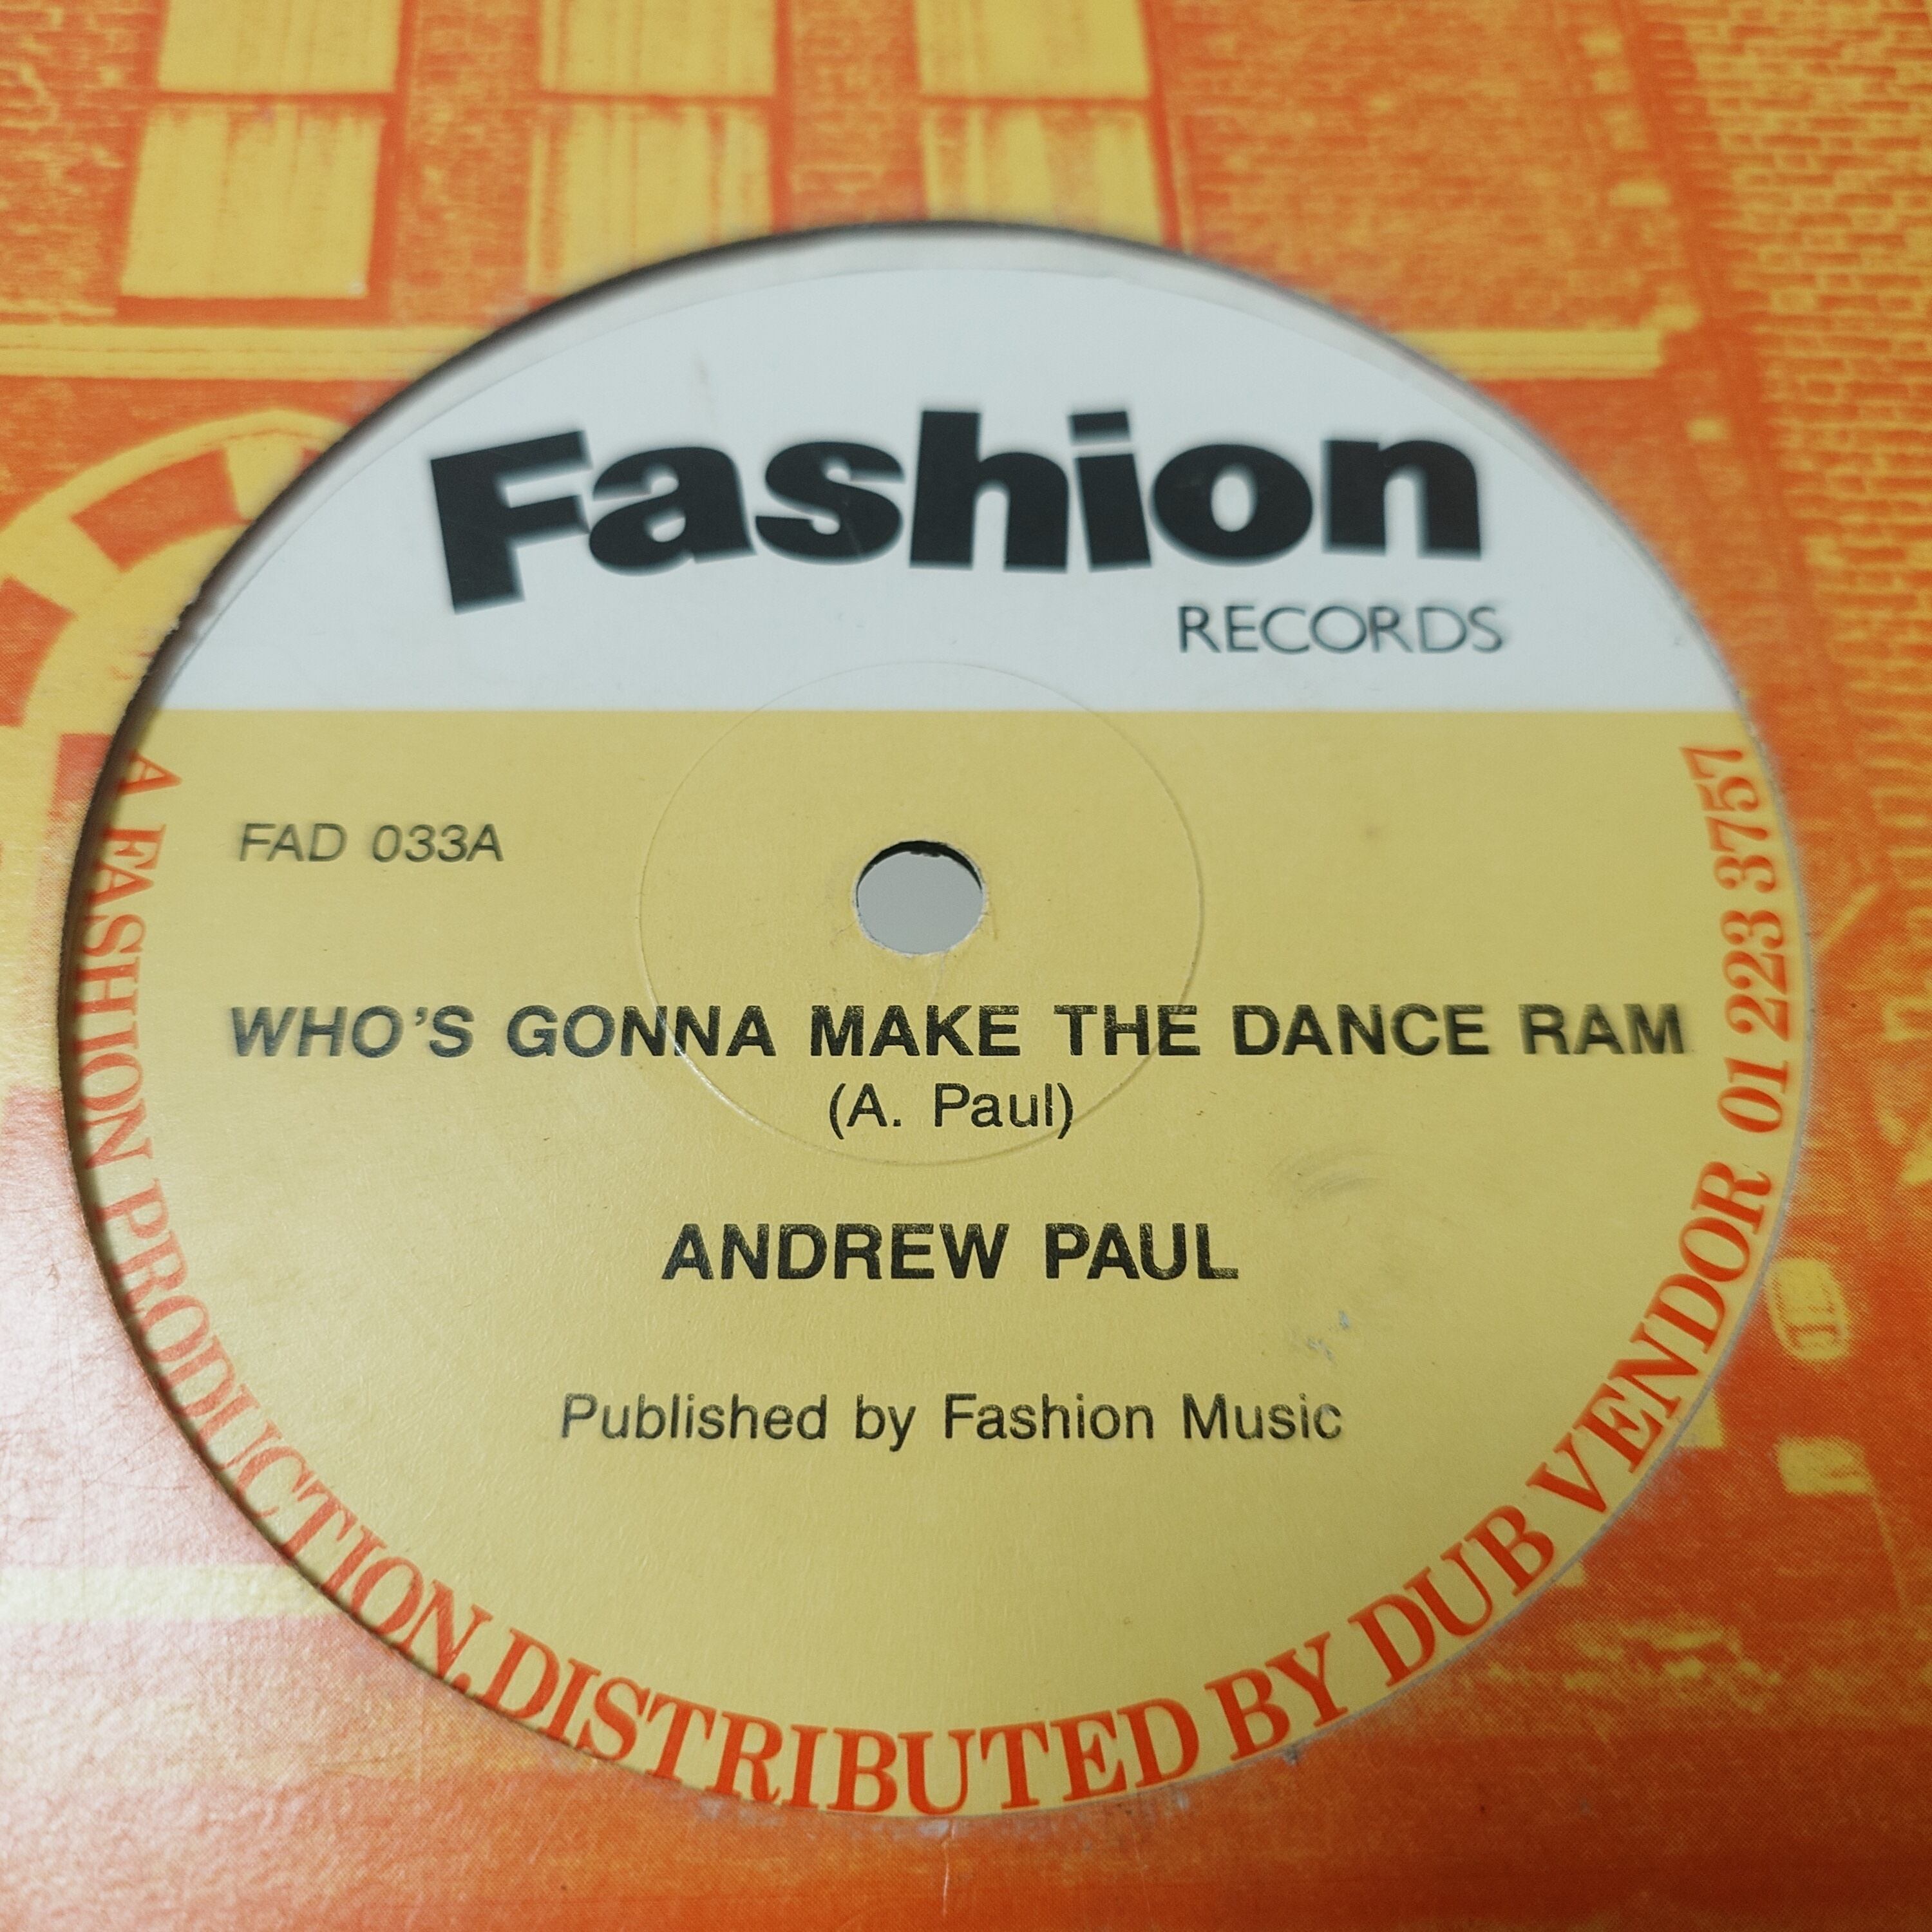 Fashion
RECORDS
FAD 033A
WHO'S GONNA MAKE THE DANCE RAM
(A. Paul)
ANDREW PAUL
Published by Fashion Music
A FASHION PRODUCTION. DISTRIBUTED BY DUB VENDOR 01 223 3757